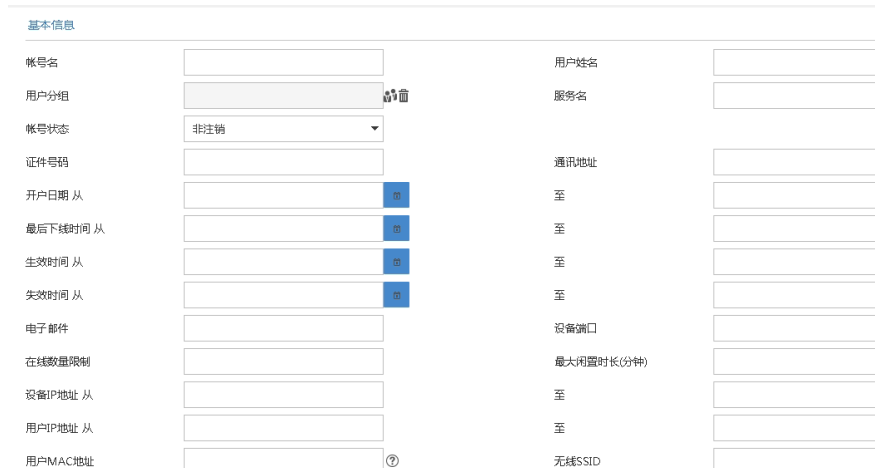 基本信息
帐号名 用户姓名
用户分组 服务名
帐号状态 非注销
证件号码 通讯地址
开户日期 从 至
最后下线时间 从 至
生效时间 从 至
失效时间 从 至
电子邮件 设备端口
在线数量限制 最大闲置时长(分钟)
设备IP地址 从 至
用户IP地址 从 至
用户MAC地址 无线SSID